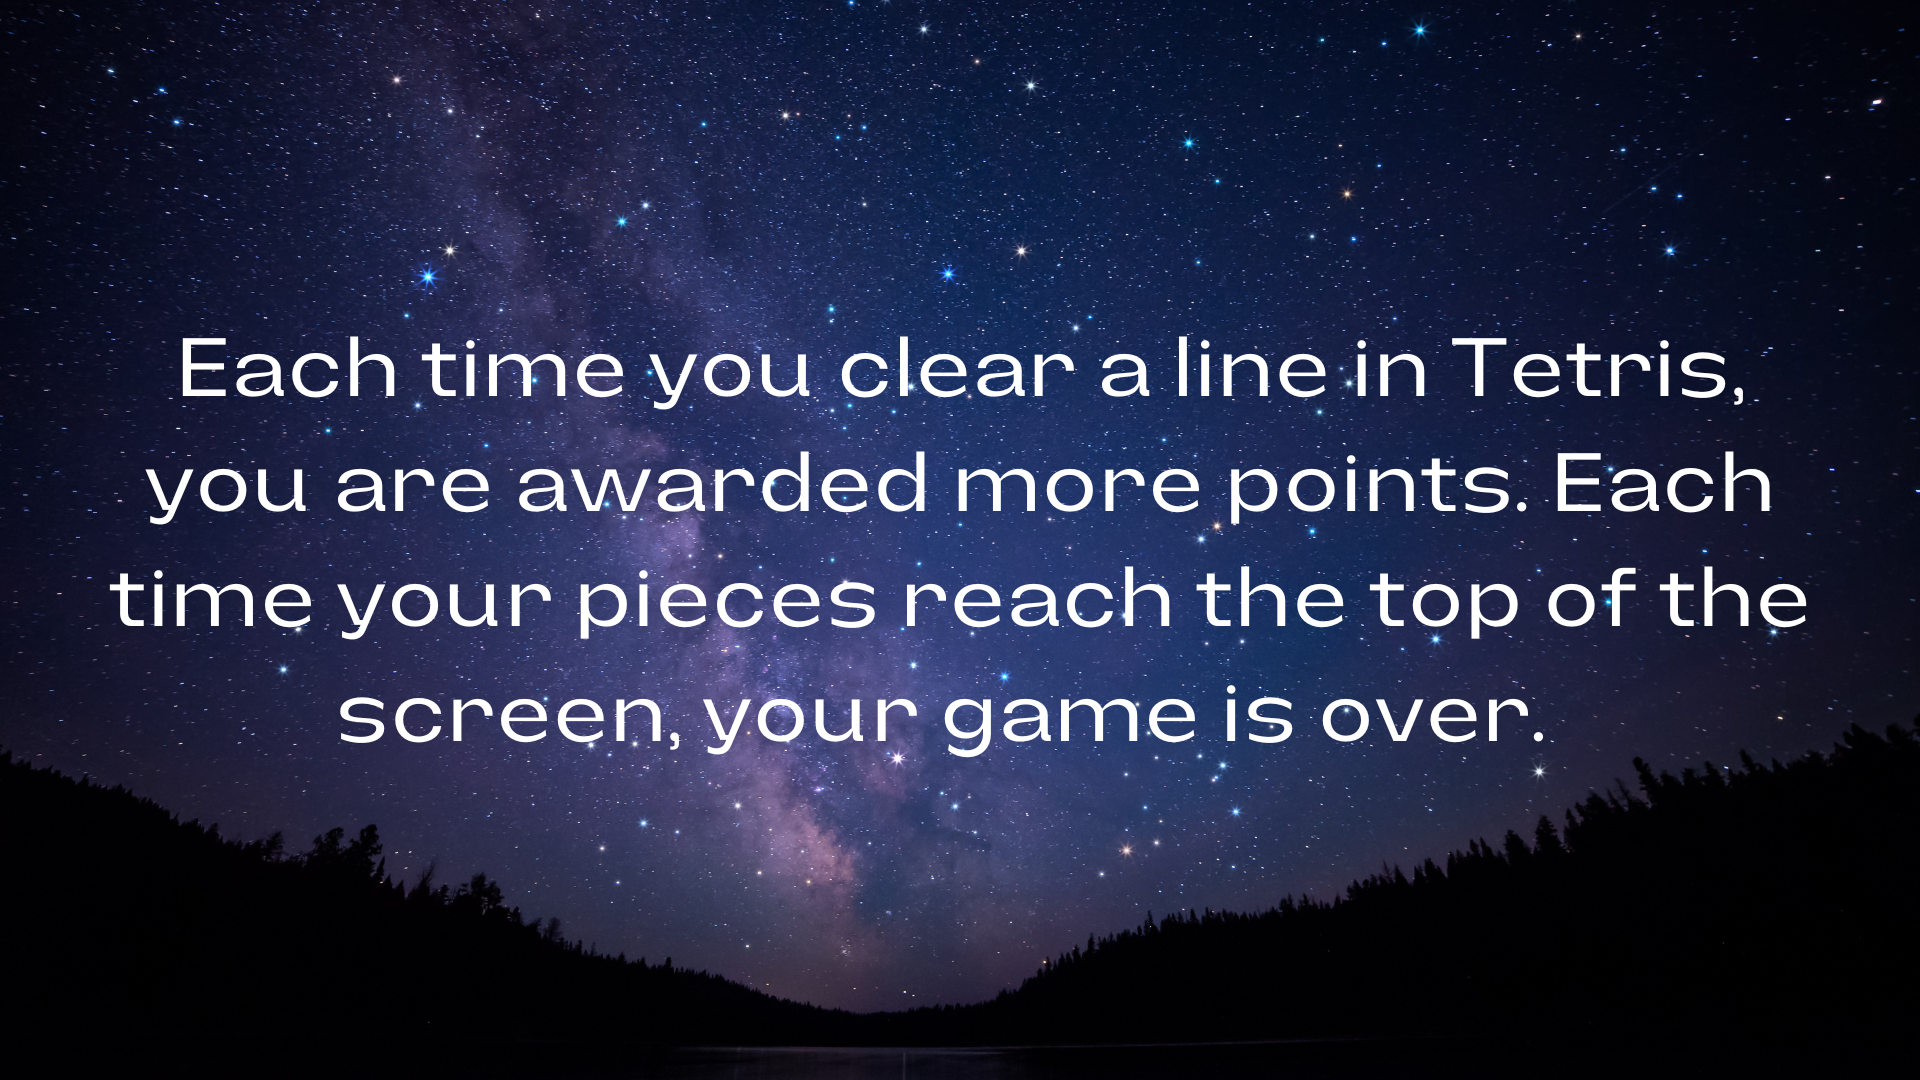 Each time you clear a line in Tetris,
you are awarded more points. Each
time your pieces reach the top of the
screen, your game is over.